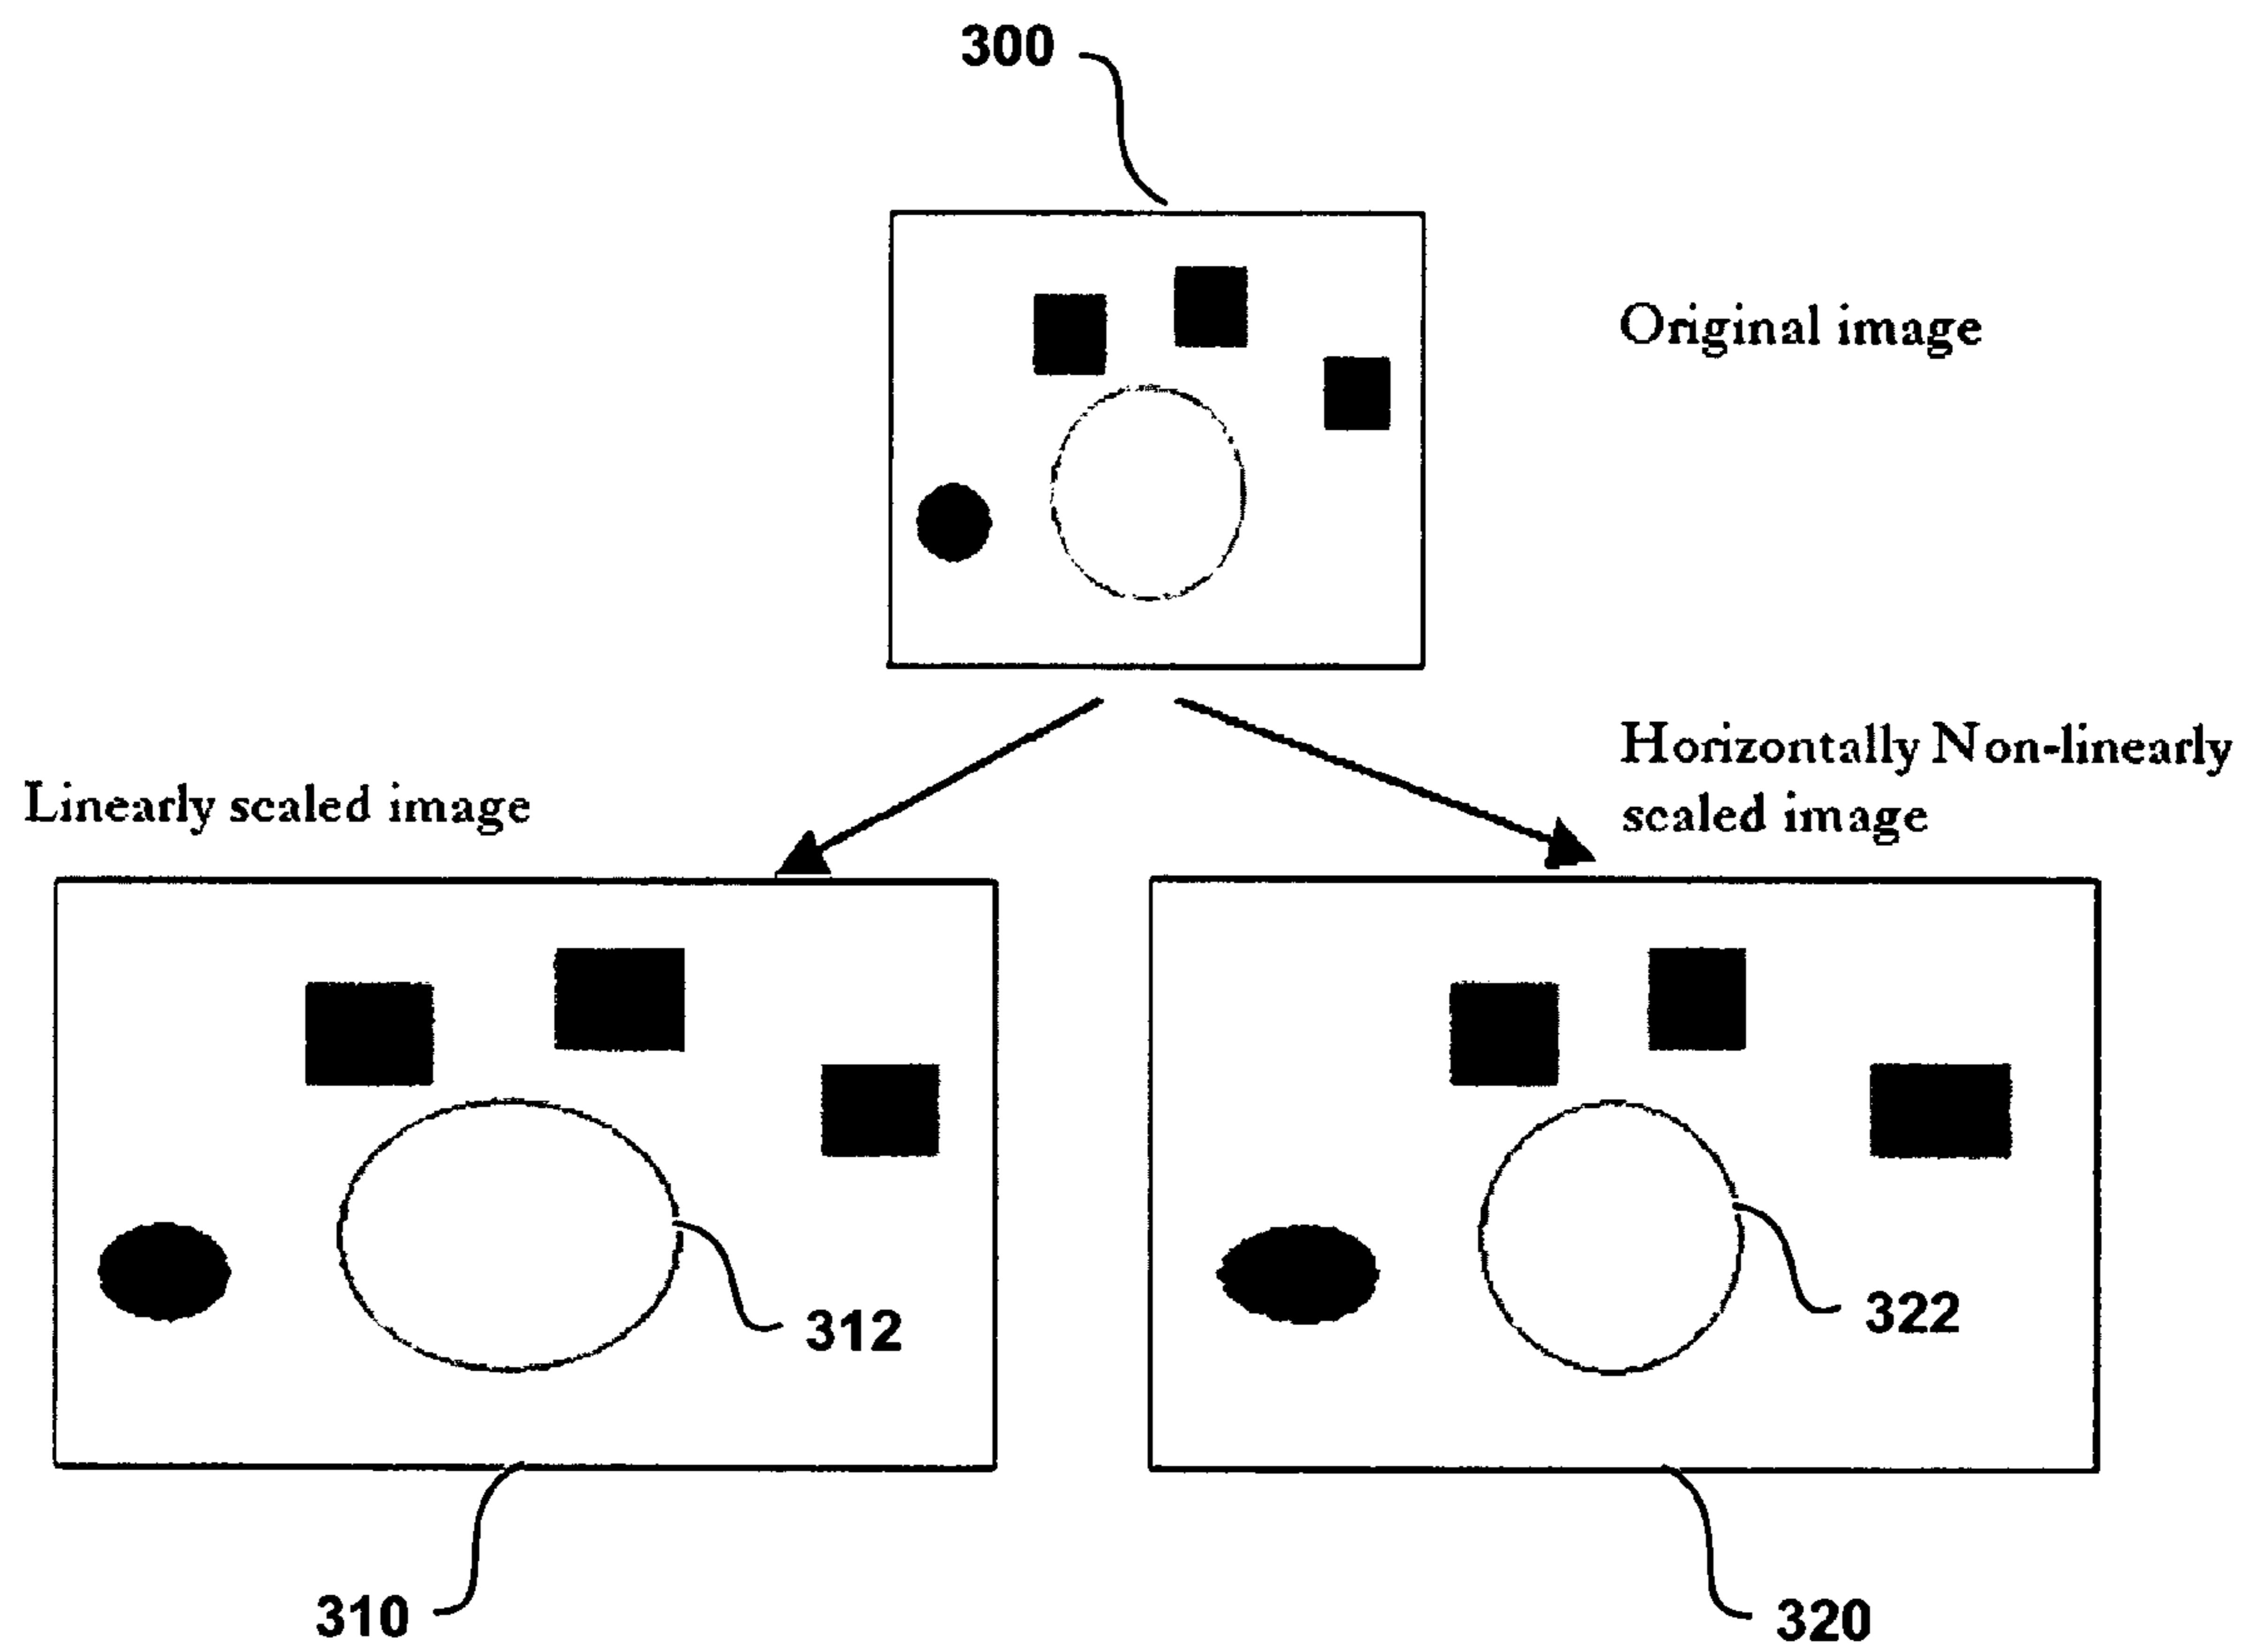 300
Original image
Horizontally Non-linearly
scaled image
Linearly scaled image
312
322
310
320